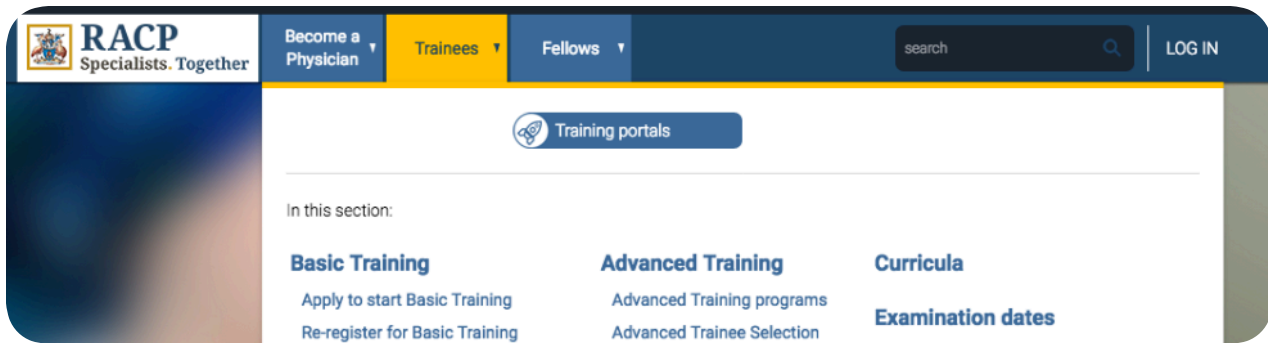 RACP
Specialists. Together
Become a
Physician
Trainees
Fellows
search
LOG IN
Training portals
In this section:
Basic Training
Apply to start Basic Training
Re-register for Basic Training
Advanced Training
Advanced Training programs
Advanced Trainee Selection
Curricula
Examination dates